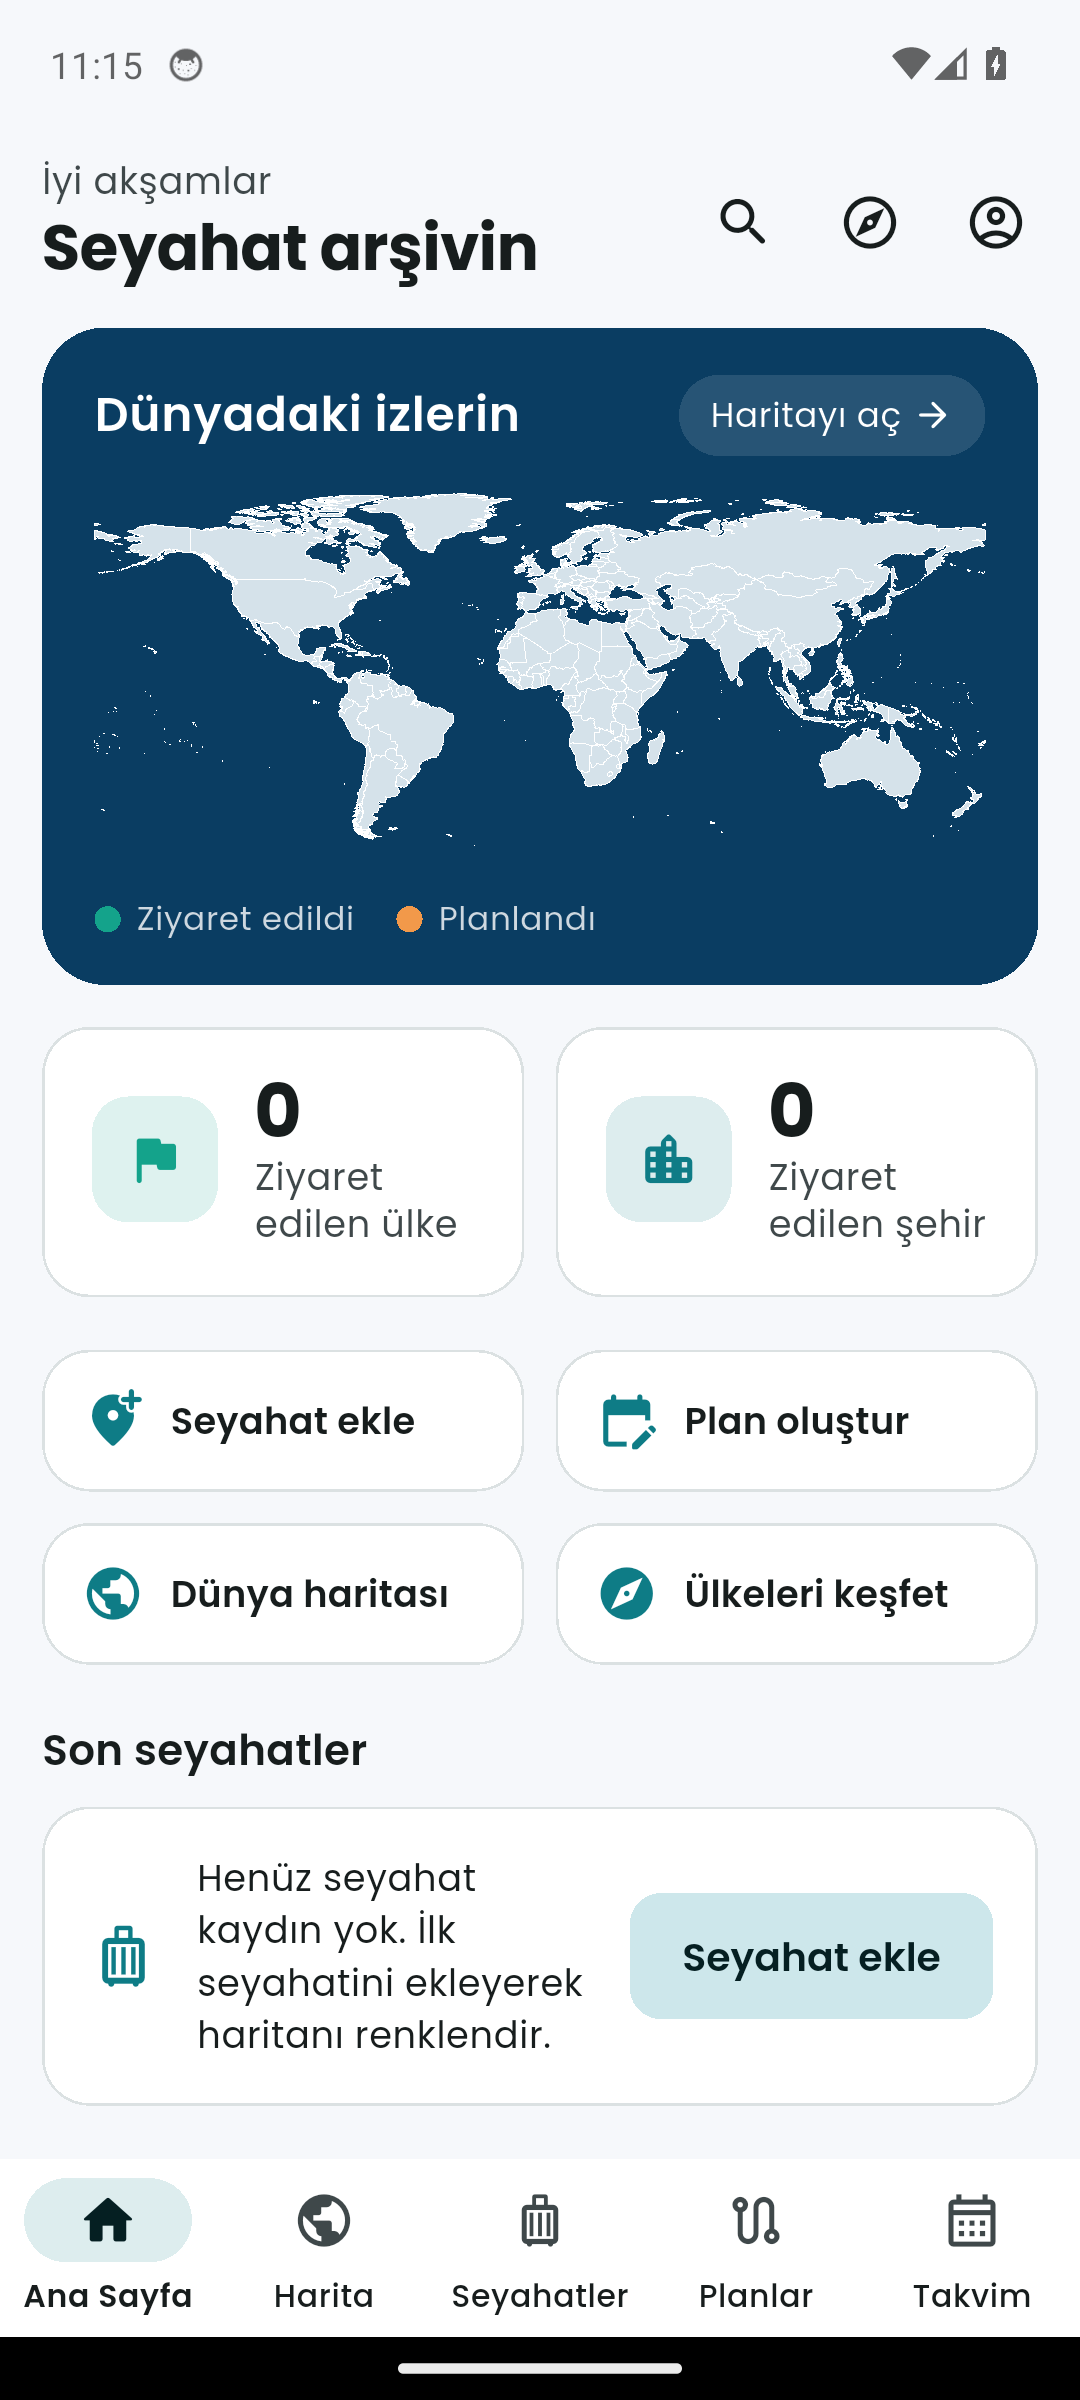 11:15
İyi akşamlar
Seyahat arşivin
Dünyadaki izlerin
Haritayı aç
Ziyaret edildi
Planlandı
0
Ziyaret
edilen ülke
0
Ziyaret
edilen şehir
Seyahat ekle
Plan oluştur
Dünya haritası
Ülkeleri keşfet
Son seyahatler
Henüz seyahat
kaydın yok. İlk
seyahatini ekleyerek
haritanı renklendir.
Seyahat ekle
Ana Sayfa
Harita
Seyahatler
Planlar
Takvim